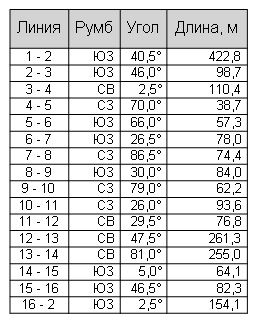 Линия Румб Угол Длина, м
1 - 2 ЮЗ 40,5° 422,8
2 - 3 ЮЗ 46,0° 98,7
3 - 4 СВ 2,5° 110,4
4 - 5 СЗ 70,0° 38,7
5 - 6 ЮЗ 66,0° 57,3
6 - 7 ЮЗ 26,5° 78,0
7 - 8 СЗ 86,5° 74,4
8 - 9 ЮЗ 30,0° 84,0
9 - 10 СЗ 79,0° 62,2
10 - 11 СЗ 26,0° 93,6
11 - 12 СВ 29,5° 76,8
12 - 13 СВ 47,5° 261,3
13 - 14 СВ 81,0° 255,0
14 - 15 ЮЗ 5,0° 64,1
15 - 16 ЮЗ 46,5° 82,3
16 - 2 ЮЗ 2,5° 154,1